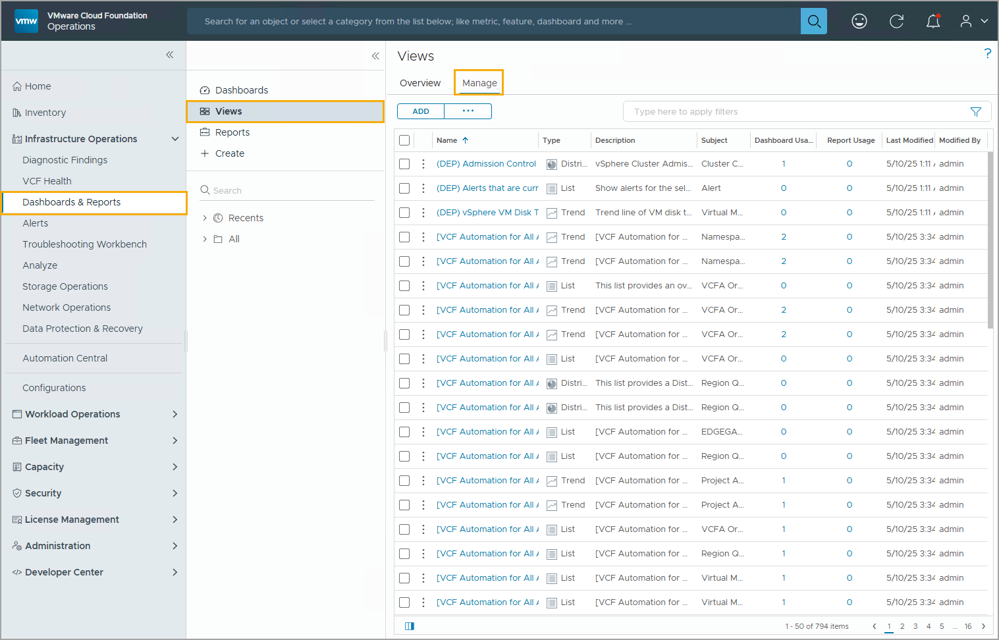 vmw
VMware Cloud Foundation
Operations
Search for an object or select a category from the list below; like metric, feature, dashboard and more ...
Home
Inventory
Infrastructure Operations
Diagnostic Findings
VCF Health
Dashboards & Reports
Alerts
Troubleshooting Workbench
Analyze
Storage Operations
Network Operations
Data Protection & Recovery
Automation Central
Configurations
Workload Operations
Fleet Management
Capacity
Security
License Management
Administration
Developer Center
Dashboards
Views
Reports
Create
Search
Recents
All
Views
?
Overview Manage
ADD ...
Type here to apply filters
Name Type Description Subject Dashboard Usa... Report Usage Last Modified Modified By
(DEP) Admission Control Distri... vSphere Cluster Admis... Cluster C... 1 0 5/10/25 1:11 A admin
(DEP) Alerts that are curr List Show alerts for the sel... Alert 0 0 5/10/25 1:11 A admin
(DEP) vSphere VM Disk T Trend Trend line of VM disk t... Virtual M... 0 0 5/10/25 1:11 A admin
[VCF Automation for All A Trend [VCF Automation for ... Namespa... 2 0 5/10/25 3:34 admin
[VCF Automation for All A Trend [VCF Automation for ... Namespa... 2 0 5/10/25 3:34 admin
[VCF Automation for All A List This list provides an ov... VCFA Or... 0 0 5/10/25 3:34 admin
[VCF Automation for All A Trend [VCF Automation for ... VCFA Or... 2 0 5/10/25 3:34 admin
[VCF Automation for All A Trend [VCF Automation for ... VCFA Or... 2 0 5/10/25 3:34 admin
[VCF Automation for All A List [VCF Automation for ... VCFA Or... 0 0 5/10/25 3:34 admin
[VCF Automation for All A Distri... This list provides a Dist... Region Q... 0 0 5/10/25 3:34 admin
[VCF Automation for All A Distri... This list provides a Dist... Region Q... 0 0 5/10/25 3:34 admin
[VCF Automation for All A List [VCF Automation for ... EDGEGA... 0 0 5/10/25 3:34 admin
[VCF Automation for All A List [VCF Automation for ... Region Q... 0 0 5/10/25 3:34 admin
[VCF Automation for All A Trend [VCF Automation for ... Project A... 1 0 5/10/25 3:34 admin
[VCF Automation for All A Trend [VCF Automation for ... Project A... 1 0 5/10/25 3:34 admin
[VCF Automation for All A List [VCF Automation for ... VCFA Or... 1 0 5/10/25 3:34 admin
[VCF Automation for All A List [VCF Automation for ... Region Q... 1 0 5/10/25 3:34 admin
[VCF Automation for All A List [VCF Automation for ... Virtual M... 1 0 5/10/25 3:34 admin
[VCF Automation for All A List [VCF Automation for ... Virtual M... 1 0 5/10/25 3:34 admin
1 - 50 of 794 items 1 2 3 4 5 ... 16